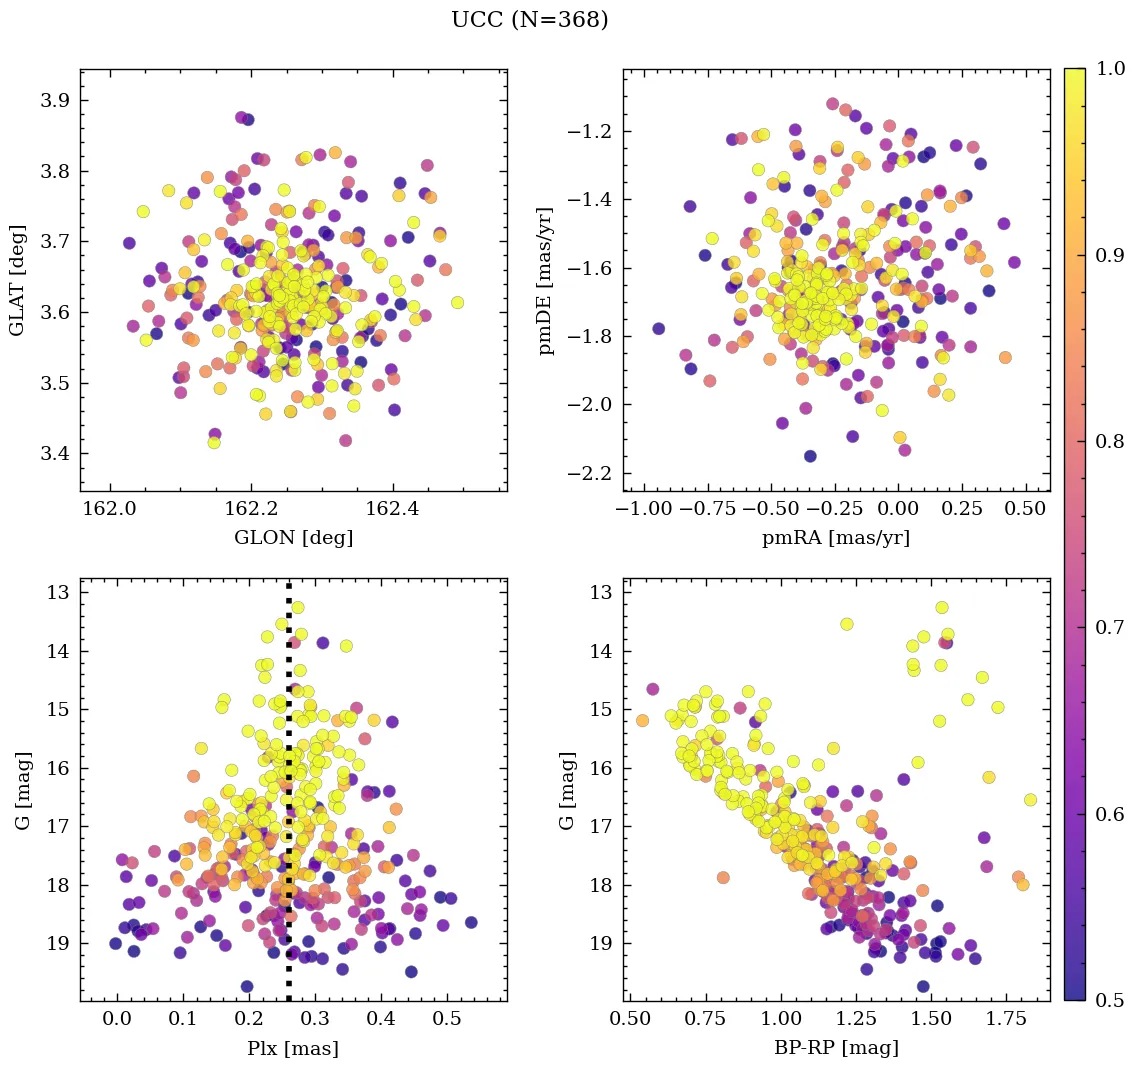 UCC (N=368)
3.9
3.8
3.7
3.6
3.5
3.4
GLAT [deg]
162.0 162.2 162.4
GLON [deg]
−1.2
−1.4
−1.6
−1.8
−2.0
−2.2
pmDE [mas/yr]
−1.00 −0.75 −0.50 −0.25 0.00 0.25 0.50
pmRA [mas/yr]
13
14
15
16
17
18
19
G [mag]
0.0 0.1 0.2 0.3 0.4 0.5
Plx [mas]
13
14
15
16
17
18
19
G [mag]
0.50 0.75 1.00 1.25 1.50 1.75
BP-RP [mag]
1.0
0.9
0.8
0.7
0.6
0.5